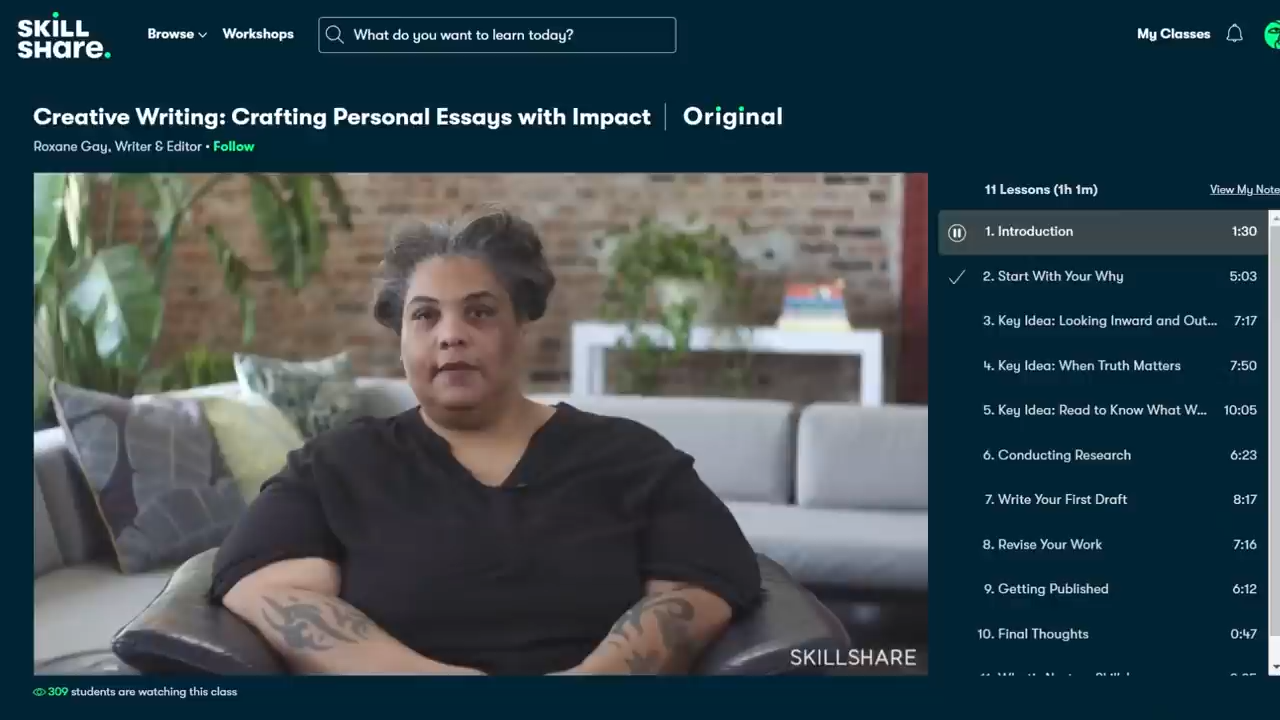 SKILL
SHare.
Browse
Workshops
What do you want to learn today?
My Classes
Creative Writing: Crafting Personal Essays with Impact
Original
Roxane Gay, Writer & Editor • Follow
11 Lessons (1h 1m)
View My Note
1. Introduction 1:30
2. Start With Your Why 5:03
3. Key Idea: Looking Inward and Out... 7:17
4. Key Idea: When Truth Matters 7:50
5. Key Idea: Read to Know What W... 10:05
6. Conducting Research 6:23
7. Write Your First Draft 8:17
8. Revise Your Work 7:16
9. Getting Published 6:12
10. Final Thoughts 0:47
SKILLSHARE
309 students are watching this class